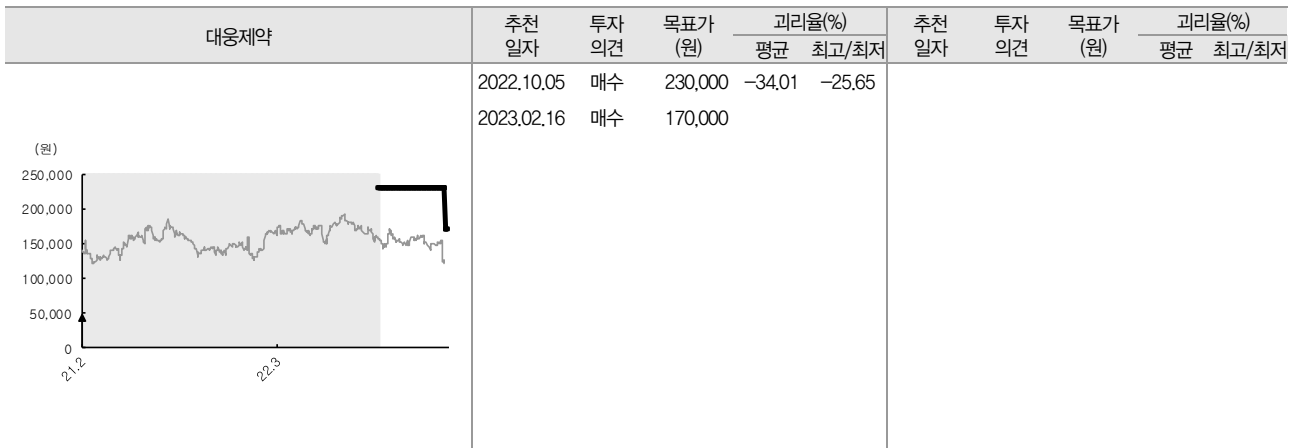 대웅제약 추천 일자 투자 의견 목표가 (원) 괴리율(%) 평균 최고/최저 추천 일자 투자 의견 목표가 (원) 괴리율(%) 평균 최고/최저
2022.10.05 매수 230,000 -34.01 -25.65
2023.02.16 매수 170,000
(원)
250,000
200,000
150,000
100,000
50,000
0
21.2 22.3